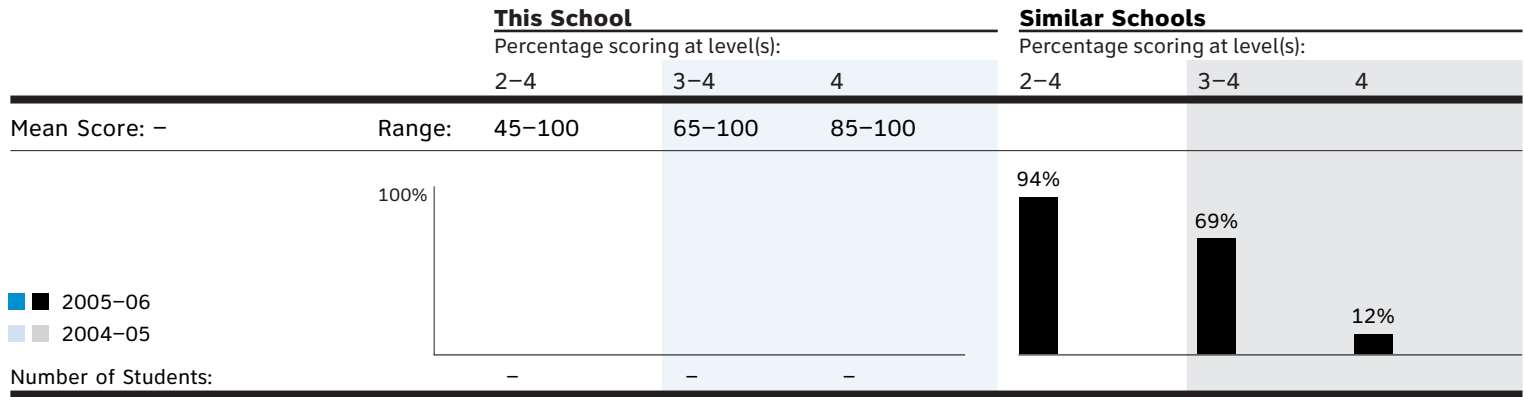 This School Similar Schools
Percentage scoring at level(s): Percentage scoring at level(s):
2–4 3–4 4 2–4 3–4 4
Mean Score: – Range: 45–100 65–100 85–100
94%
100%
69%
2005–06
12%
2004–05
Number of Students: – – –